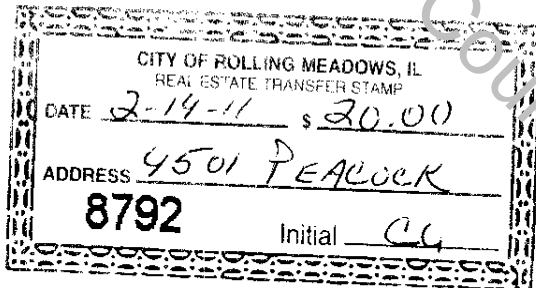 CITY OF ROLLING MEADOWS, IL
REAL ESTATE TRANSFER STAMP
DATE 2-14-11 $ 20.00
ADDRESS 4501 PEACOCK
8792 Initial